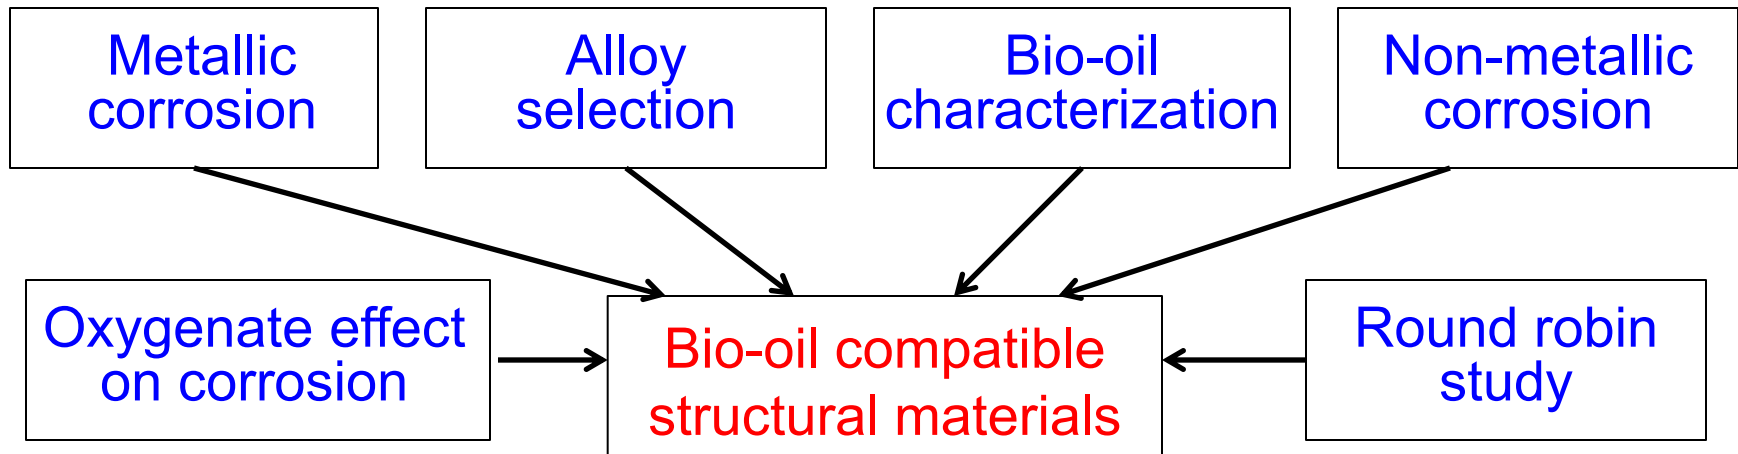 Metallic
corrosion
Alloy
selection
Bio-oil
characterization
Non-metallic
corrosion
Oxygenate effect
on corrosion
Bio-oil compatible
structural materials
Round robin
study